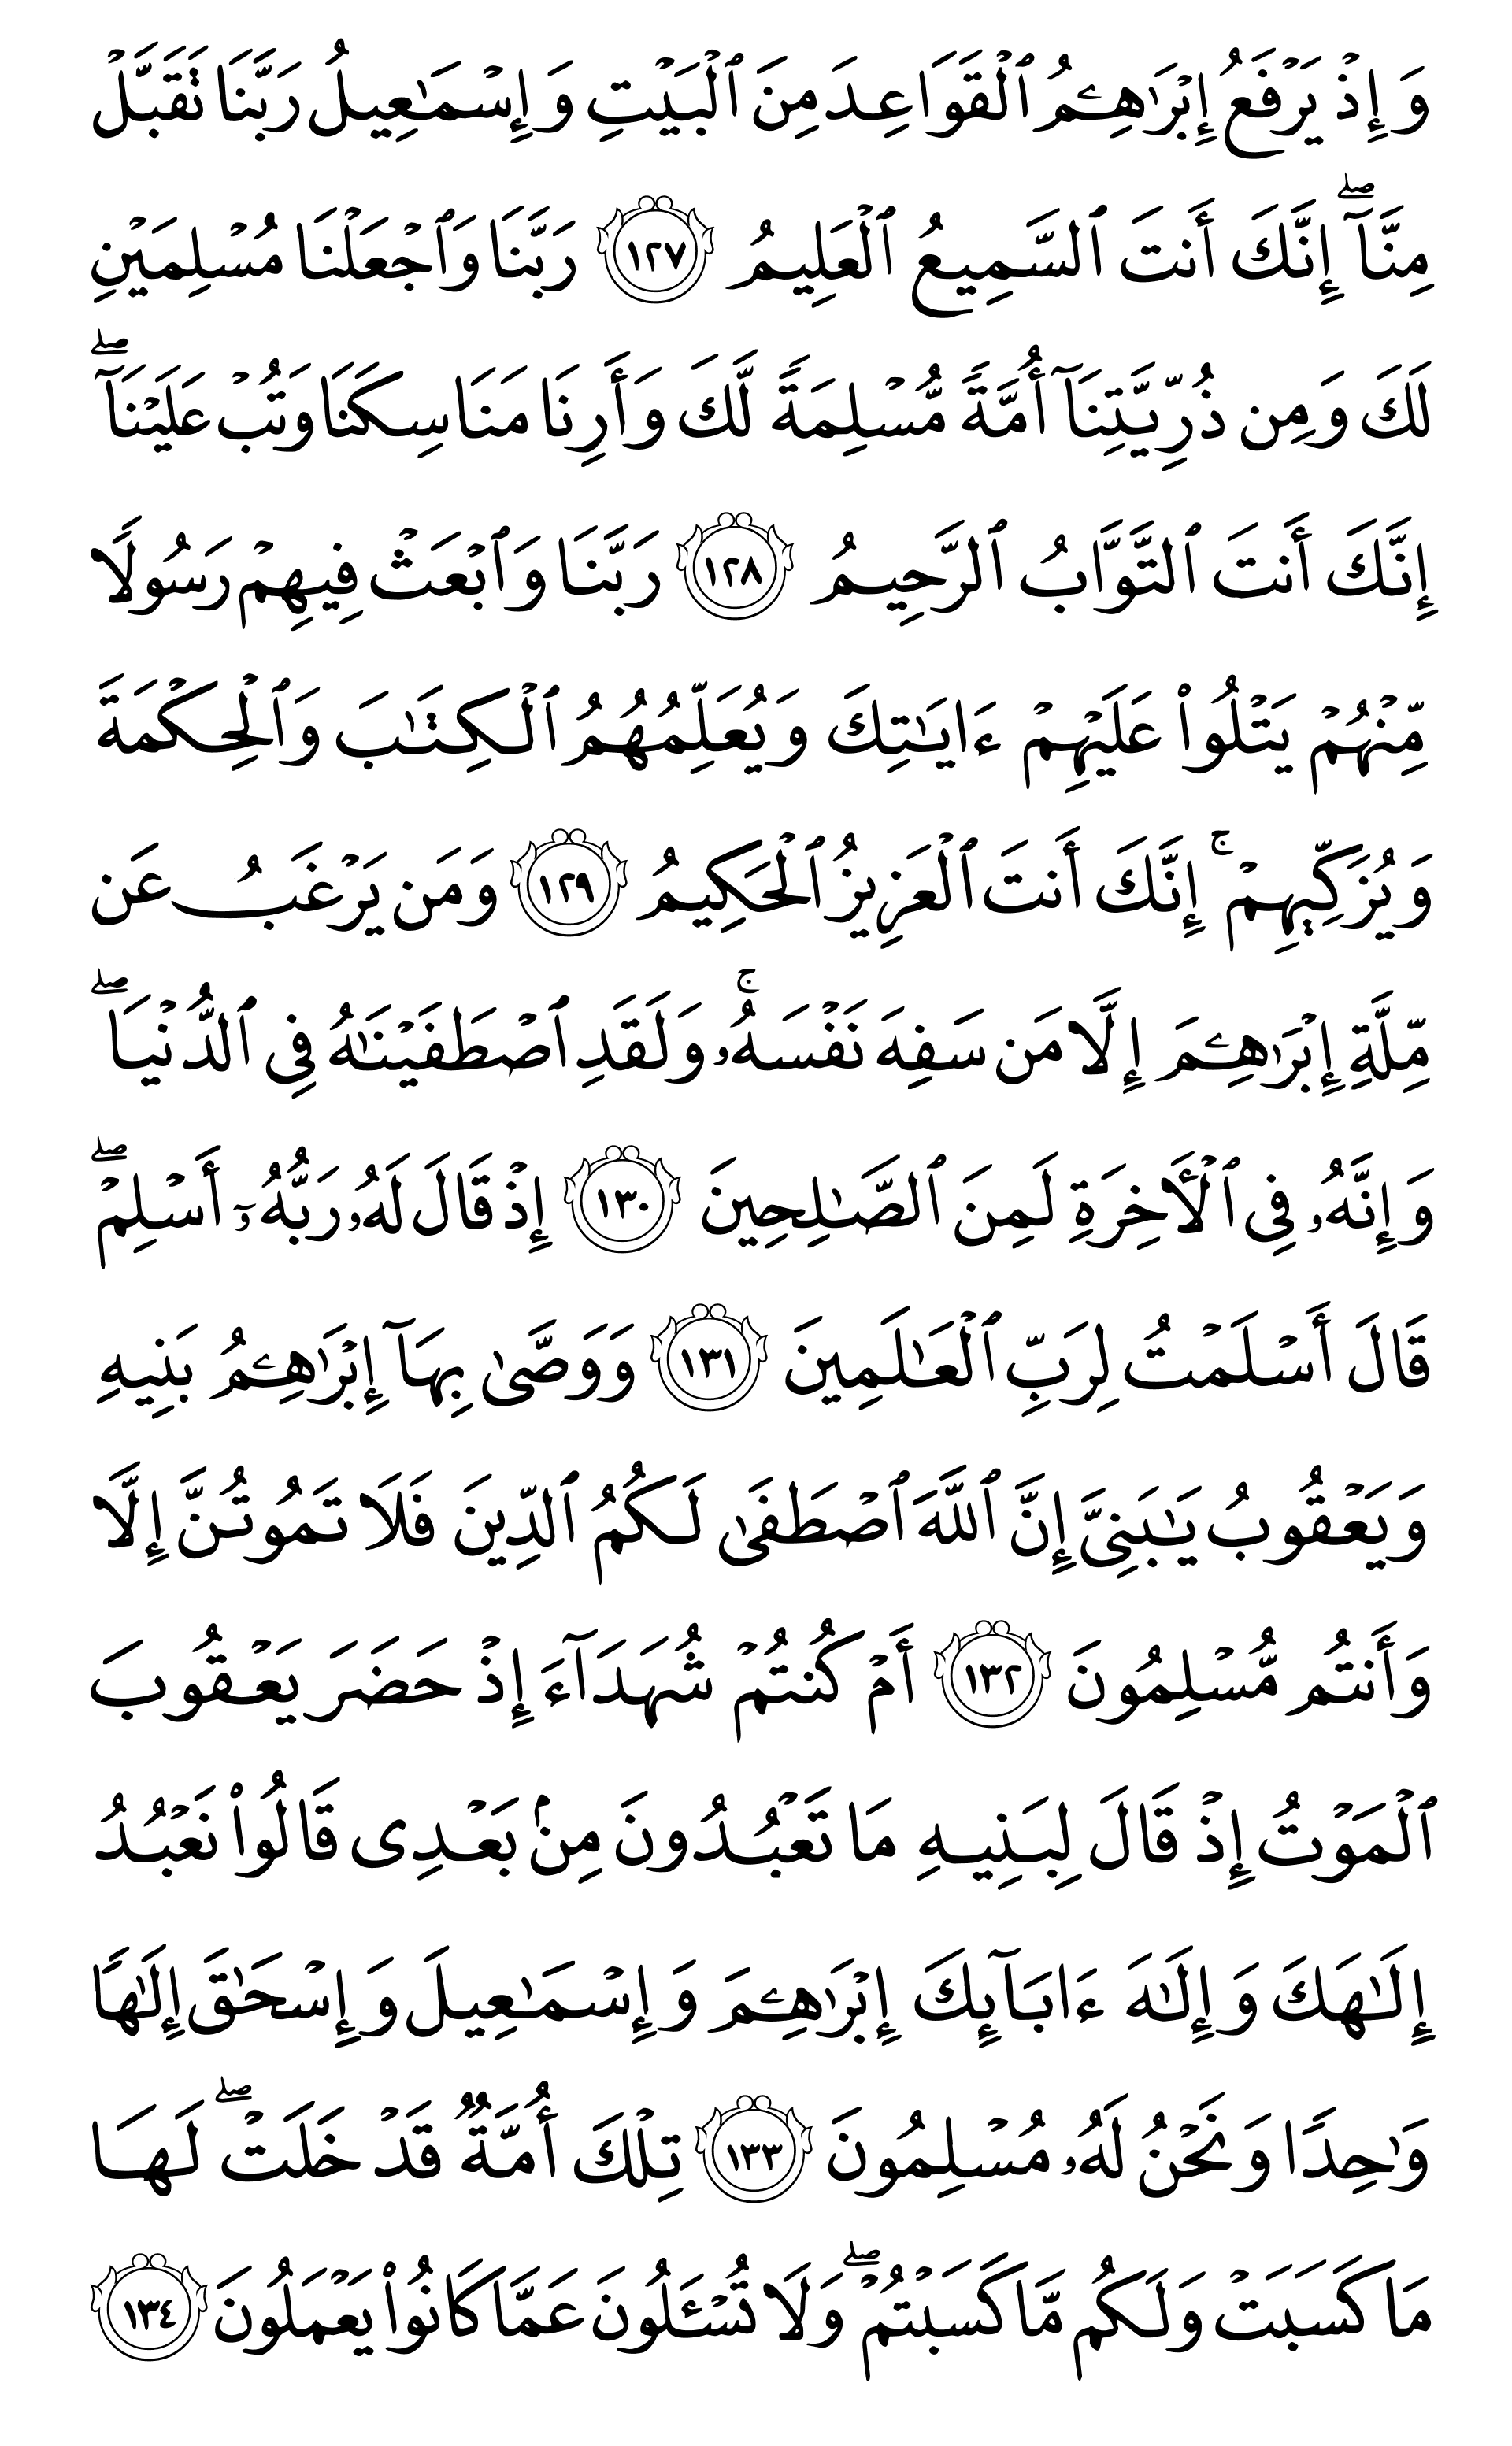 وَإِذۡ يَرۡفَعُ إِبۡرَٰهِـۧمُ ٱلۡقَوَاعِدَ مِنَ ٱلۡبَيۡتِ وَإِسۡمَٰعِيلُ رَبَّنَا تَقَبَّلۡ
مِنَّآۖ إِنَّكَ أَنتَ ٱلسَّمِيعُ ٱلۡعَلِيمُ ١٢٧ رَبَّنَا وَٱجۡعَلۡنَا مُسۡلِمَيۡنِ
لَكَ وَمِن ذُرِّيَّتِنَآ أُمَّةٗ مُّسۡلِمَةٗ لَّكَ وَأَرِنَا مَنَاسِكَنَا وَتُبۡ عَلَيۡنَآۖ
إِنَّكَ أَنتَ ٱلتَّوَّابُ ٱلرَّحِيمُ ١٢٨ رَبَّنَا وَٱبۡعَثۡ فِيهِمۡ رَسُولٗا
مِّنۡهُمۡ يَتۡلُواْ عَلَيۡهِمۡ ءَايَٰتِكَ وَيُعَلِّمُهُمُ ٱلۡكِتَٰبَ وَٱلۡحِكۡمَةَ
وَيُزَكِّيهِمۡۚ إِنَّكَ أَنتَ ٱلۡعَزِيزُ ٱلۡحَكِيمُ ١٢٩ وَمَن يَرۡغَبُ عَن
مِّلَّةِ إِبۡرَٰهِـۧمَ إِلَّا مَن سَفِهَ نَفۡسَهُۥۚ وَلَقَدِ ٱصۡطَفَيۡنَٰهُ فِي ٱلدُّنۡيَاۖ
وَإِنَّهُۥ فِي ٱلۡأٓخِرَةِ لَمِنَ ٱلصَّٰلِحِينَ ١٣٠ إِذۡ قَالَ لَهُۥ رَبُّهُۥٓ أَسۡلِمۡۖ
قَالَ أَسۡلَمۡتُ لِرَبِّ ٱلۡعَٰلَمِينَ ١٣١ وَوَصَّىٰ بِهَآ إِبۡرَٰهِـۧمُ بَنِيهِ
وَيَعۡقُوبُ يَٰبَنِيَّ إِنَّ ٱللَّهَ ٱصۡطَفَىٰ لَكُمُ ٱلدِّينَ فَلَا تَمُوتُنَّ إِلَّا
وَأَنتُم مُّسۡلِمُونَ ١٣٢ أَمۡ كُنتُمۡ شُهَدَآءَ إِذۡ حَضَرَ يَعۡقُوبَ
ٱلۡمَوۡتُ إِذۡ قَالَ لِبَنِيهِ مَا تَعۡبُدُونَ مِنۢ بَعۡدِي قَالُواْ نَعۡبُدُ
إِلَٰهَكَ وَإِلَٰهَ ءَابَآئِكَ إِبۡرَٰهِـۧمَ وَإِسۡمَٰعِيلَ وَإِسۡحَٰقَ إِلَٰهٗا
وَٰحِدٗا وَنَحۡنُ لَهُۥ مُسۡلِمُونَ ١٣٣ تِلۡكَ أُمَّةٞ قَدۡ خَلَتۡۖ لَهَا
مَا كَسَبَتۡ وَلَكُم مَّا كَسَبۡتُمۡۖ وَلَا تُسۡـَٔلُونَ عَمَّا كَانُواْ يَعۡمَلُونَ ١٣٤